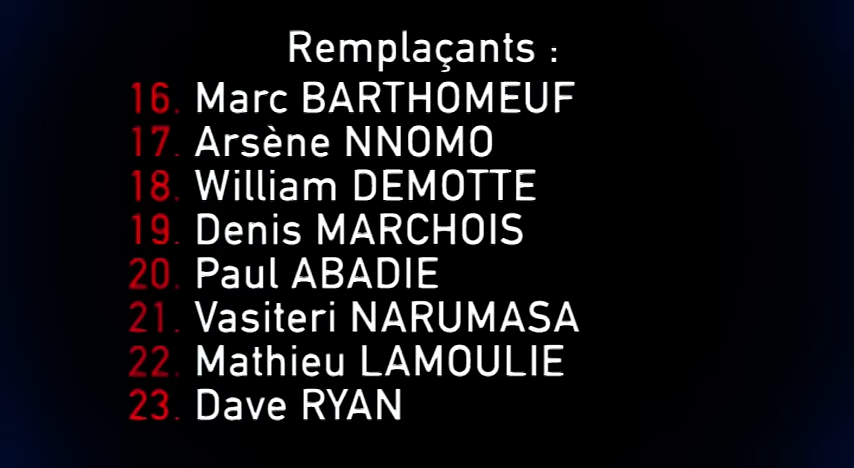 Remplaçants :
16. Marc BARTHOMEUF
17. Arsène NNOMO
18. William DEMOTTE
19. Denis MARCHOIS
20. Paul ABADIE
21. Vasiteri NARUMASA
22. Mathieu LAMOULIE
23. Dave RYAN